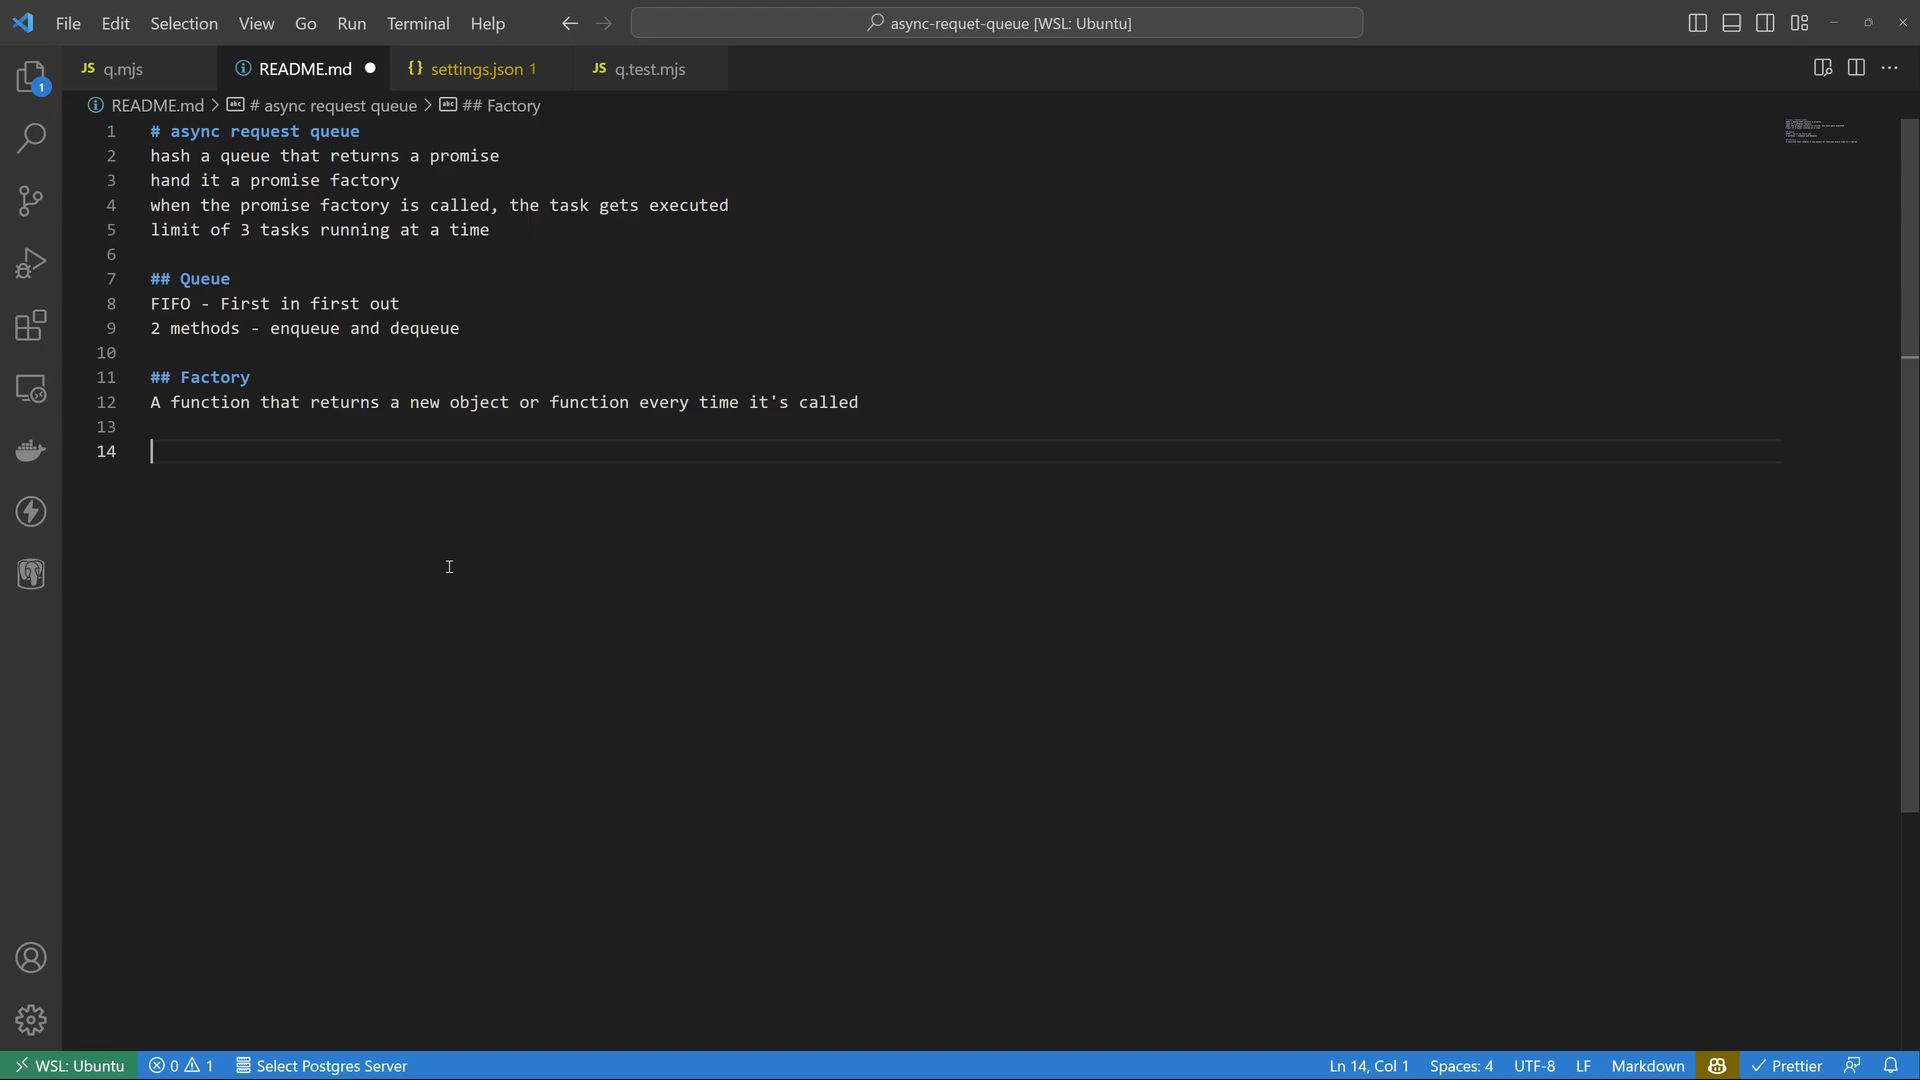 File Edit Selection View Go Run Terminal Help
async-requet-queue [WSL: Ubuntu]
JS q.mjs
README.md
{} settings.json 1
JS q.test.mjs
README.md > # async request queue > ## Factory
1 # async request queue
2 hash a queue that returns a promise
3 hand it a promise factory
4 when the promise factory is called, the task gets executed
5 limit of 3 tasks running at a time
6
7 ## Queue
8 FIFO - First in first out
9 2 methods - enqueue and dequeue
10
11 ## Factory
12 A function that returns a new object or function every time it's called
13
14
1
WSL: Ubuntu 0 1 Select Postgres Server Ln 14, Col 1 Spaces: 4 UTF-8 LF Markdown Prettier